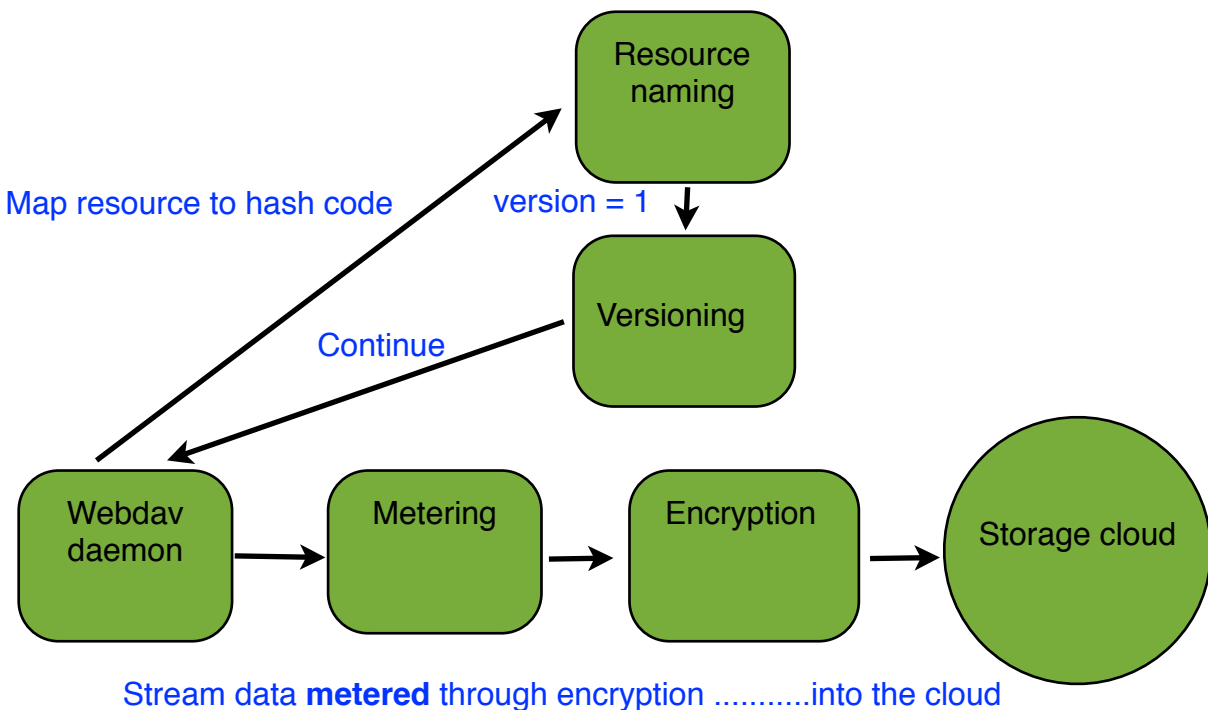 Resource
naming
Map resource to hash code
version = 1
Versioning
Continue
Webdav
daemon
Metering
Encryption
Storage cloud
Stream data metered through encryption ...........into the cloud